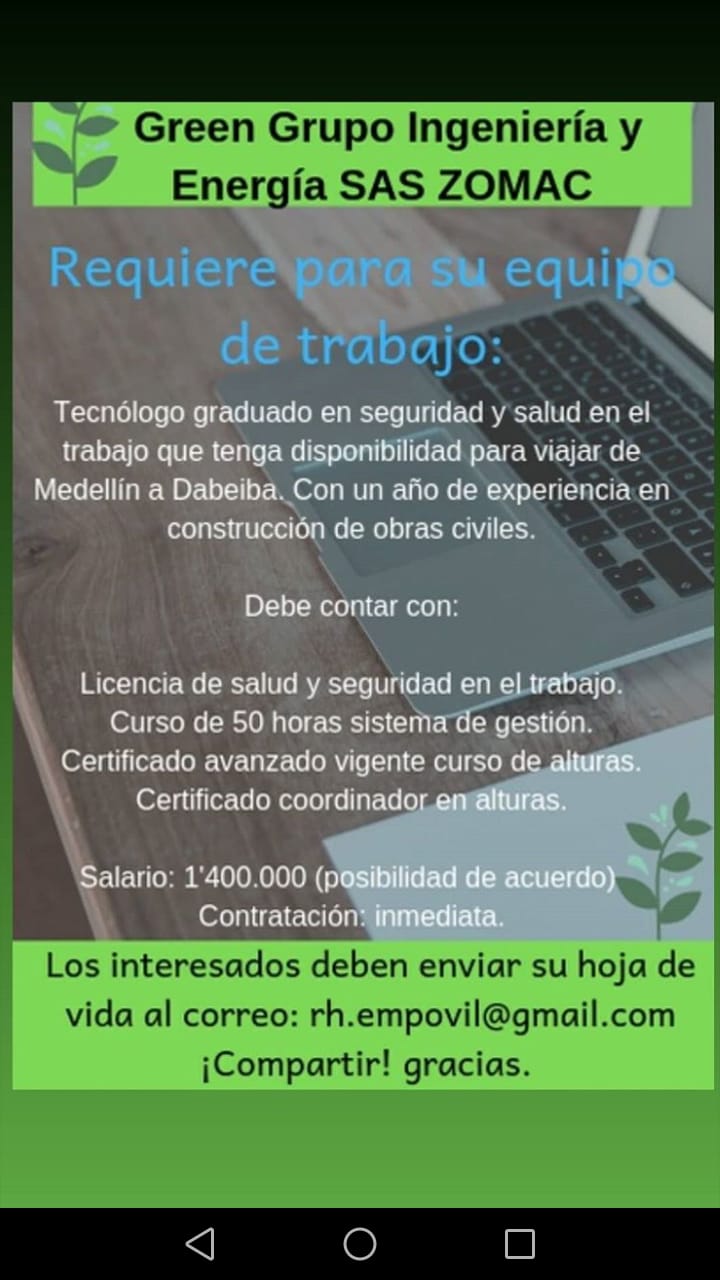 Green Grupo Ingeniería y
Energía SAS ZOMAC
Requiere para su equipo
de trabajo:
Tecnólogo graduado en seguridad y salud en el
trabajo que tenga disponibilidad para viajar de
Medellín a Dabeiba. Con un año de experiencia en
construcción de obras civiles.
Debe contar con:
Licencia de salud y seguridad en el trabajo.
Curso de 50 horas sistema de gestión.
Certificado avanzado vigente curso de alturas.
Certificado coordinador en alturas.
Salario: 1'400.000 (posibilidad de acuerdo)
Contratación: inmediata.
Los interesados deben enviar su hoja de
vida al correo: rh.empovil@gmail.com
¡Compartir! gracias.